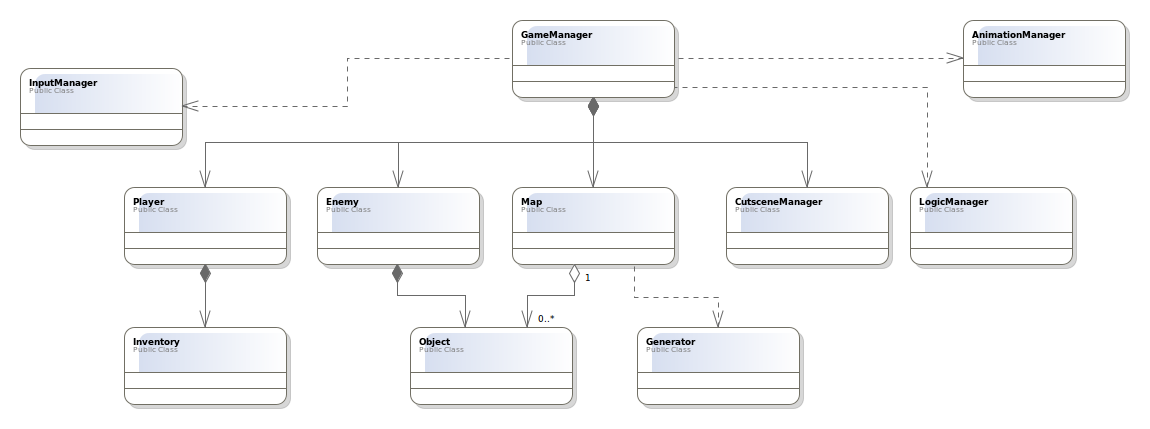 GameManager
Public Class
AnimationManager
Public Class
InputManager
Public Class
Player
Public Class
Enemy
Public Class
Map
Public Class
CutsceneManager
Public Class
LogicManager
Public Class
1
0..*
Inventory
Public Class
Object
Public Class
Generator
Public Class